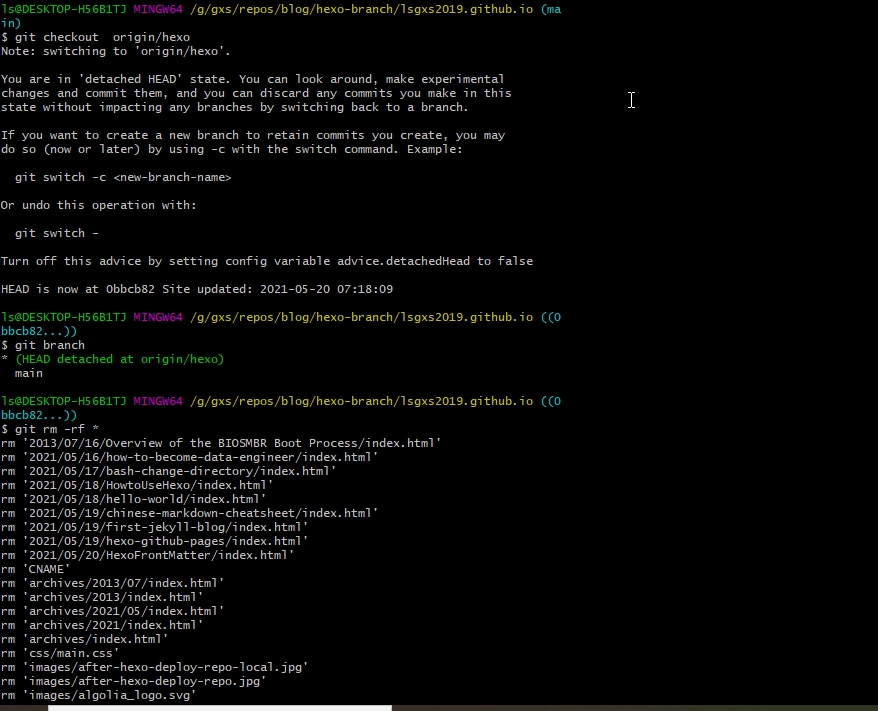 ls@DESKTOP-H56B1TJ MINGW64 /g/gxs/repos/blog/hexo-branch/lsgxs2019.github.io (ma
in)
$ git checkout  origin/hexo
Note: switching to 'origin/hexo'.
You are in 'detached HEAD' state. You can look around, make experimental
changes and commit them, and you can discard any commits you make in this
state without impacting any branches by switching back to a branch.
If you want to create a new branch to retain commits you create, you may
do so (now or later) by using -c with the switch command. Example:
  git switch -c <new-branch-name>
Or undo this operation with:
  git switch -
Turn off this advice by setting config variable advice.detachedHead to false
HEAD is now at 0bbcb82 Site updated: 2021-05-20 07:18:09
ls@DESKTOP-H56B1TJ MINGW64 /g/gxs/repos/blog/hexo-branch/lsgxs2019.github.io ((0
bbcb82...))
$ git branch
* (HEAD detached at origin/hexo)
  main
ls@DESKTOP-H56B1TJ MINGW64 /g/gxs/repos/blog/hexo-branch/lsgxs2019.github.io ((0
bbcb82...))
$ git rm -rf *
rm '2013/07/16/Overview of the BIOSMBR Boot Process/index.html'
rm '2021/05/16/how-to-become-data-engineer/index.html'
rm '2021/05/17/bash-change-directory/index.html'
rm '2021/05/18/HowtoUseHexo/index.html'
rm '2021/05/18/hello-world/index.html'
rm '2021/05/19/chinese-markdown-cheatsheet/index.html'
rm '2021/05/19/first-jekyll-blog/index.html'
rm '2021/05/19/hexo-github-pages/index.html'
rm '2021/05/20/HexoFrontMatter/index.html'
rm 'CNAME'
rm 'archives/2013/07/index.html'
rm 'archives/2013/index.html'
rm 'archives/2021/05/index.html'
rm 'archives/2021/index.html'
rm 'archives/index.html'
rm 'css/main.css'
rm 'images/after-hexo-deploy-repo-local.jpg'
rm 'images/after-hexo-deploy-repo.jpg'
rm 'images/algolia_logo.svg'